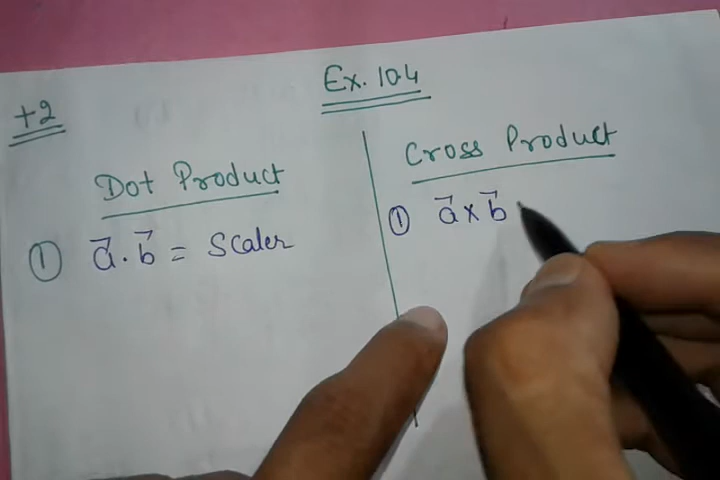 +2
Ex. 10.4
Dot Product
① a⃗ . b⃗ = Scaler
Cross Product
① a⃗ × b⃗